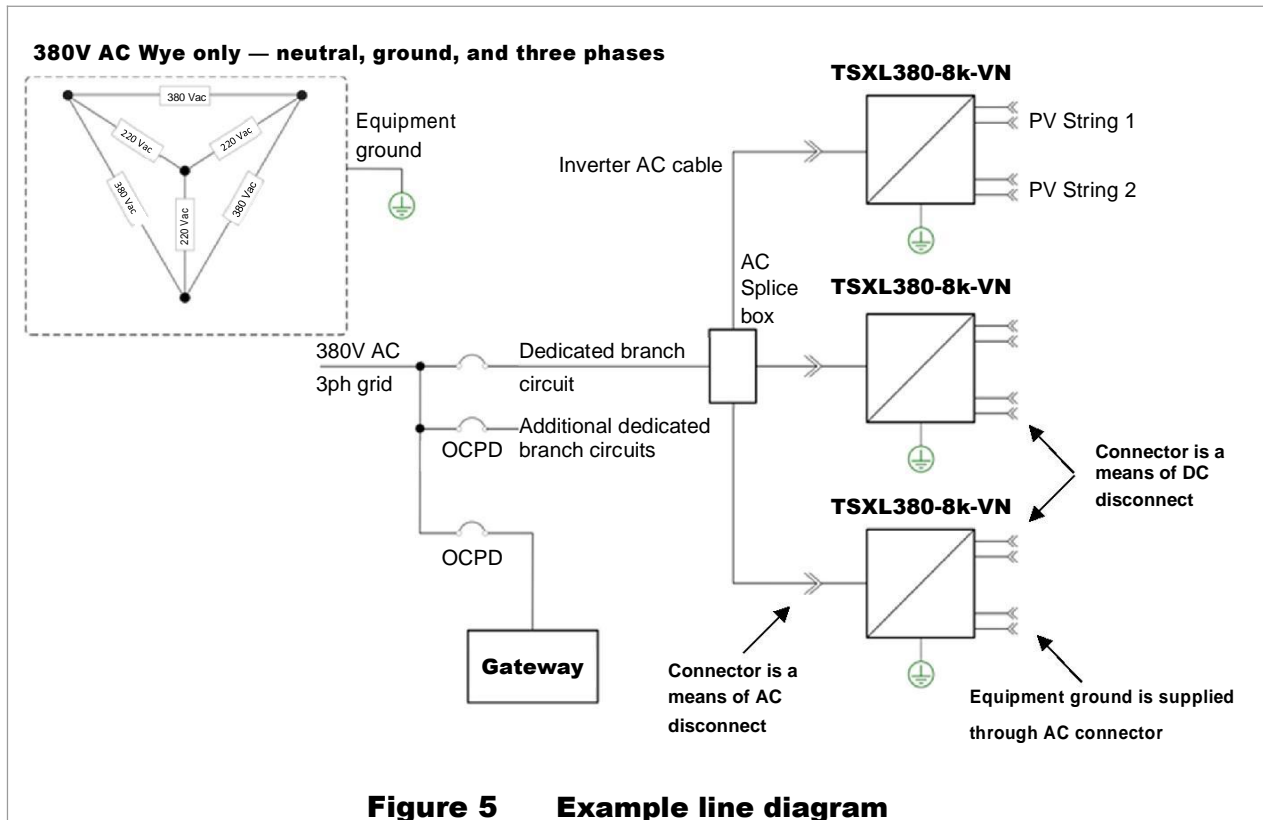 380V AC Wye only — neutral, ground, and three phases
380 Vac
220 Vac
220 Vac
380 Vac
220 Vac
380 Vac
Equipment
ground
380V AC
3ph grid
Dedicated branch
circuit
OCPD
Additional dedicated
branch circuits
OCPD
Gateway
Inverter AC cable
AC
Splice
box
TSXL380-8k-VN
PV String 1
PV String 2
TSXL380-8k-VN
Connector is a
means of DC
disconnect
TSXL380-8k-VN
Connector is a
means of AC
disconnect
Equipment ground is supplied
through AC connector
Figure 5 Example line diagram